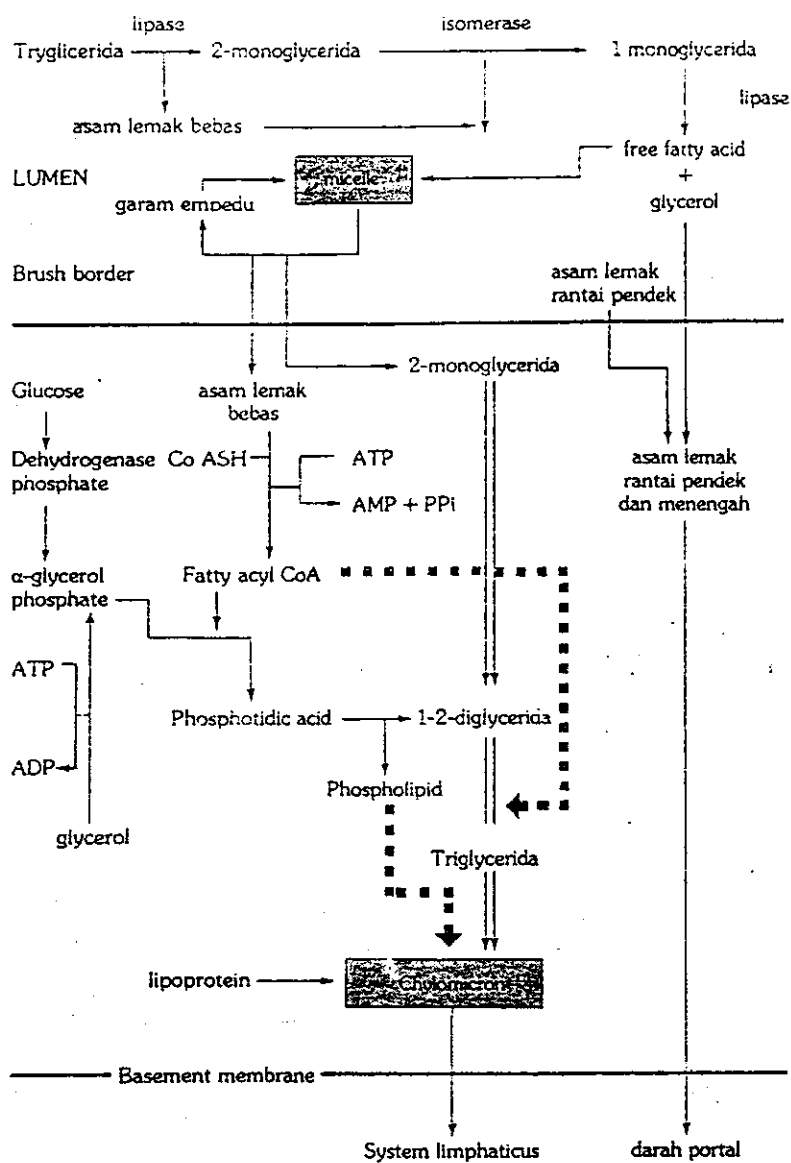 lipase
isomerase
Tryglicerida
2-monoglycerida
1 monoglycerida
lipase
asam lemak bebas
free fatty acid
+
glycerol
LUMEN
micelle
garam empedu
Brush border
asam lemak
rantai pendek
2-monoglycerida
Glucose
asam lemak
bebas
Dehydrogenase
phosphate
Co ASH
ATP
AMP + PPi
asam lemak
rantai pendek
dan menengah
α-glycerol
phosphate
Fatty acyl CoA
ATP
ADP
glycerol
Phosphotidic acid
1-2-diglycerida
Phospholipid
Triglycerida
lipoprotein
Chylomicront
Basement membrane
System limphaticus
darah portal